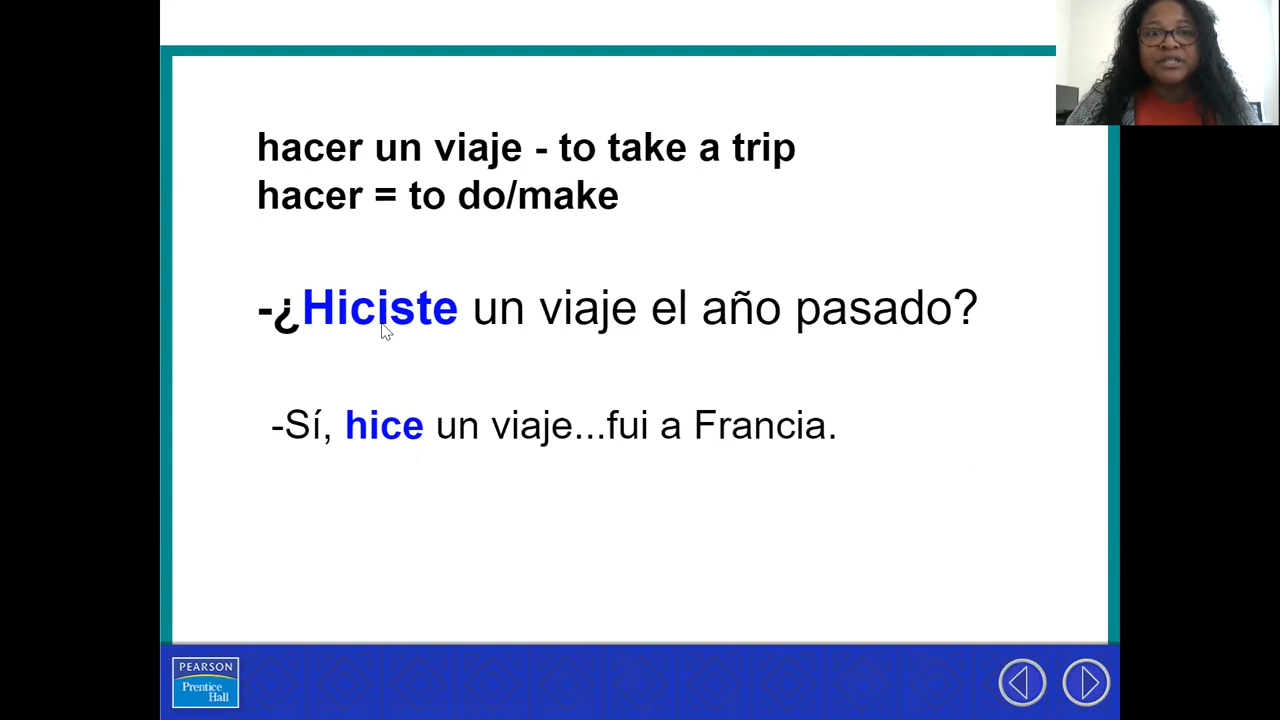 hacer un viaje - to take a trip
hacer = to do/make
-¿Hiciste un viaje el año pasado?
-Sí, hice un viaje...fui a Francia.
PEARSON
Prentice
Hall